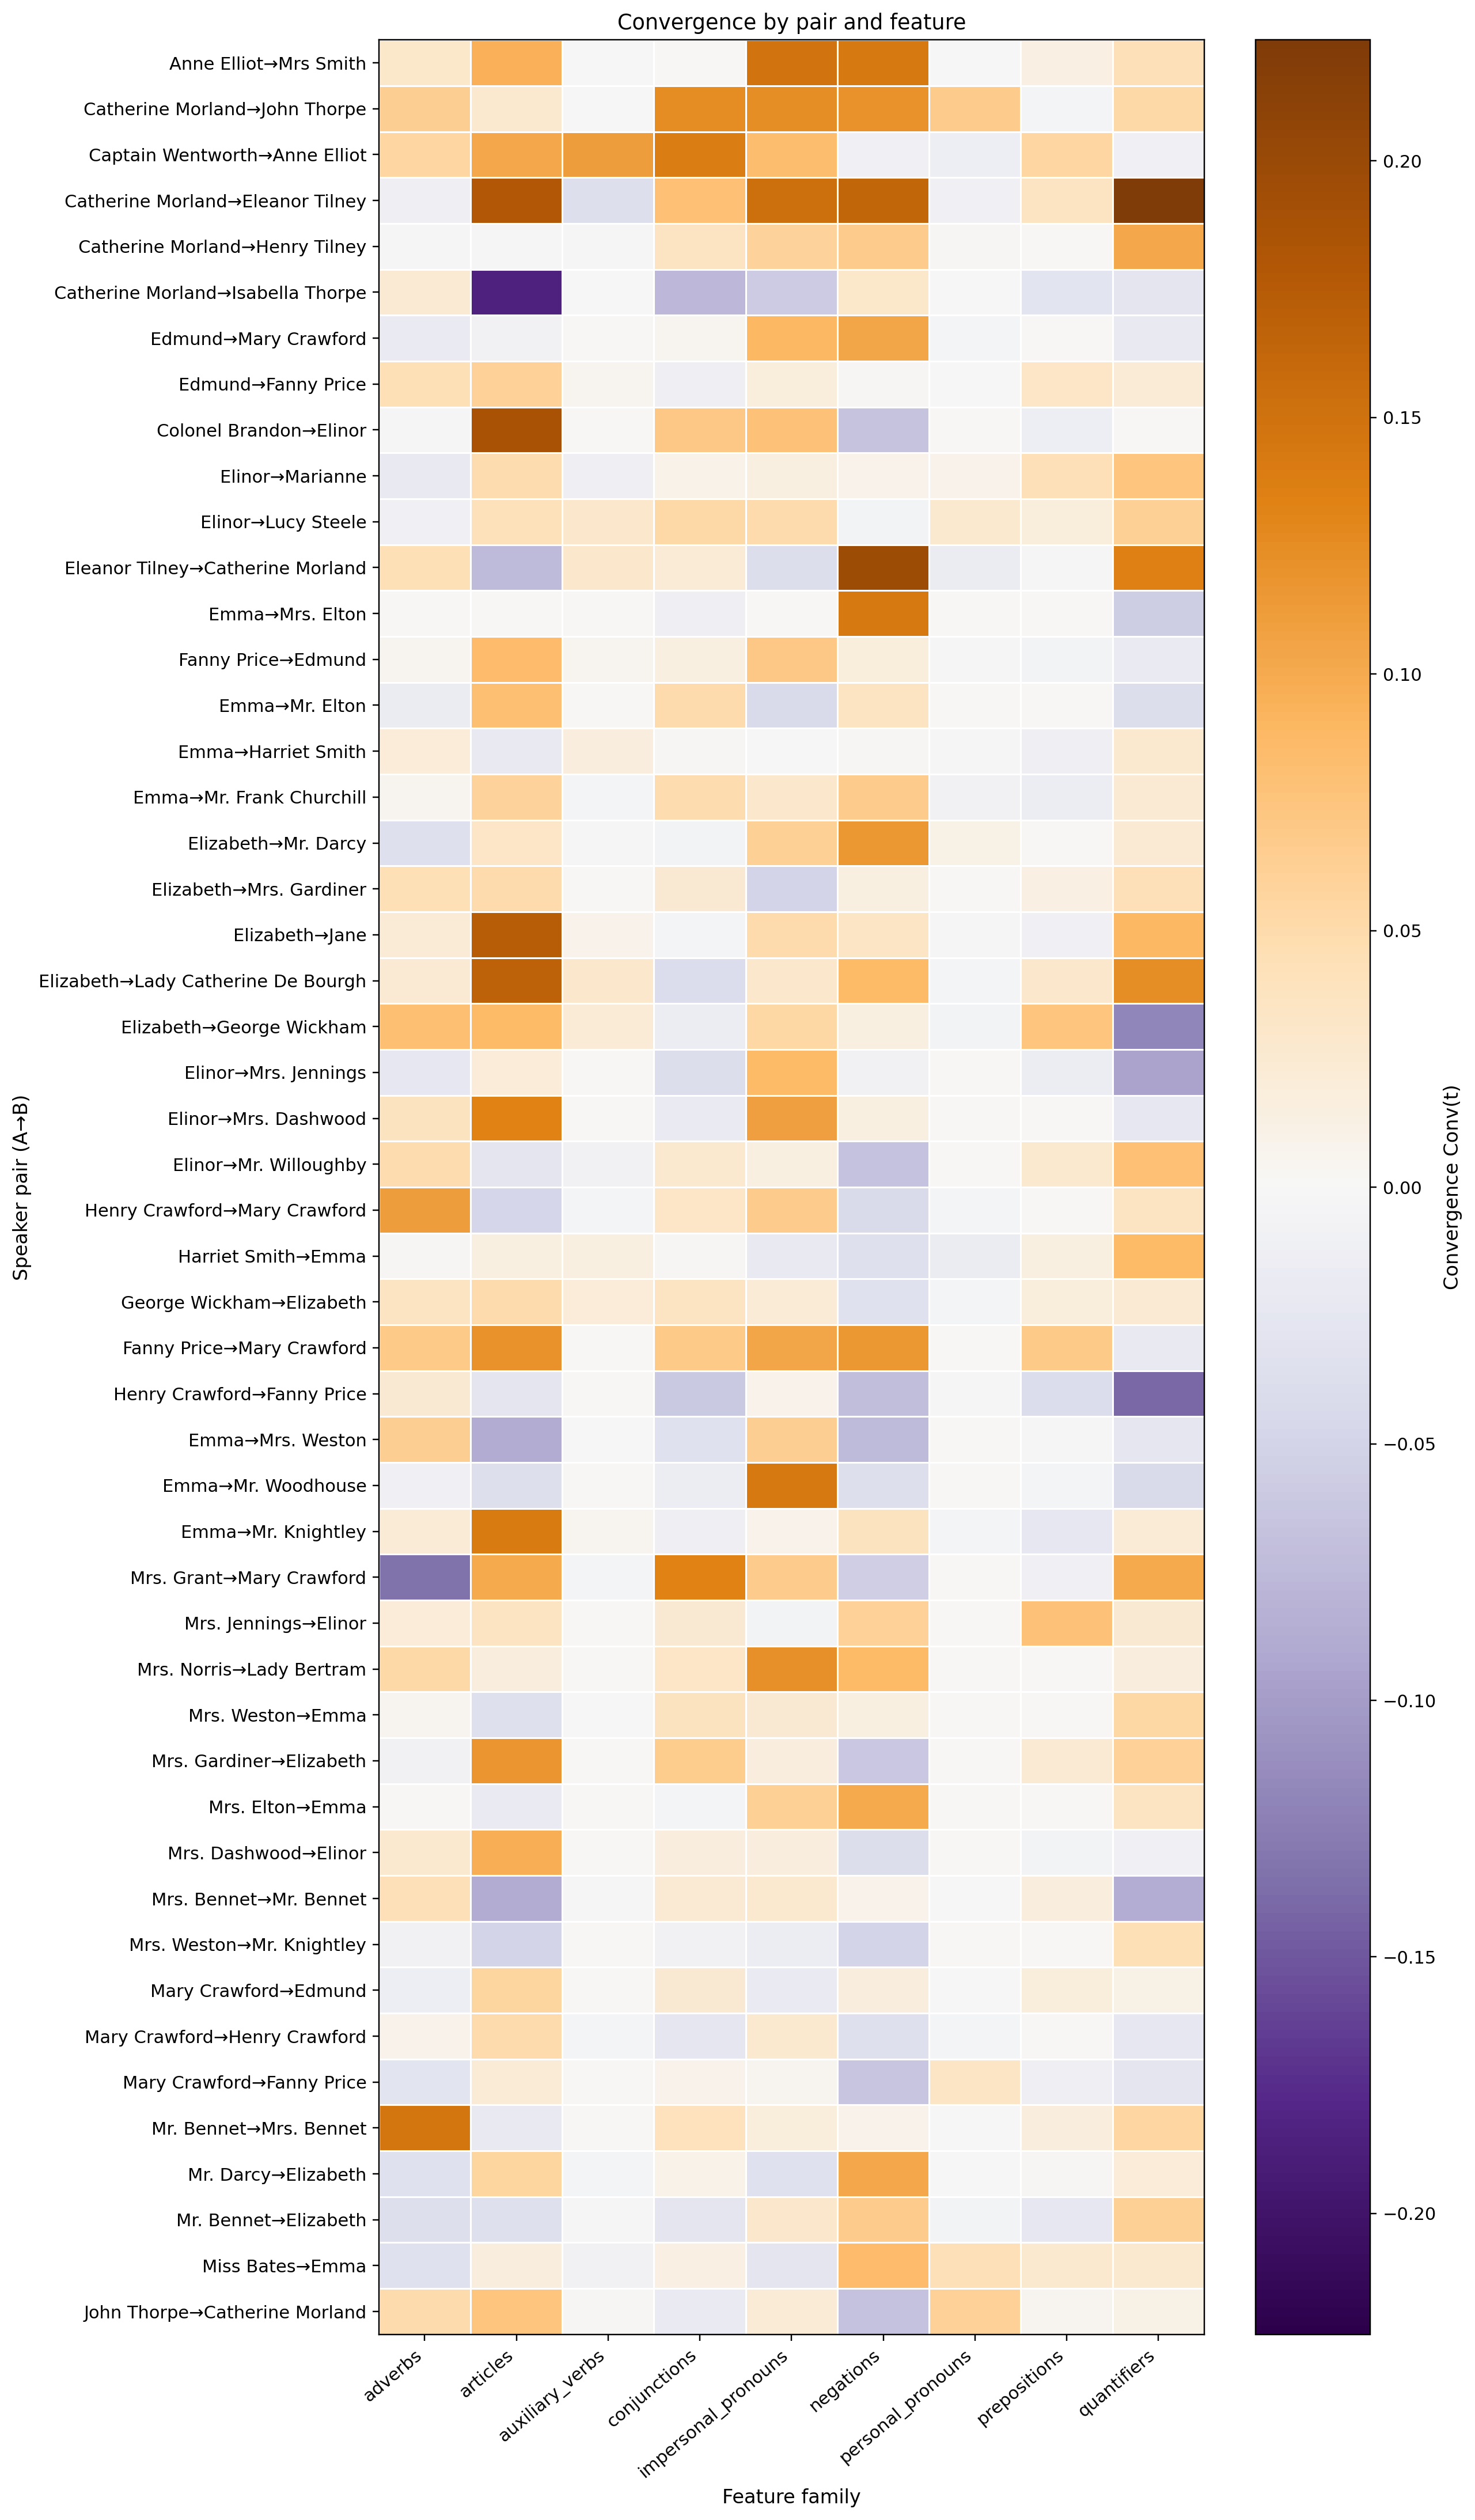 Convergence by pair and feature
Speaker pair (A→B)
Anne Elliot→Mrs Smith
Catherine Morland→John Thorpe
Captain Wentworth→Anne Elliot
Catherine Morland→Eleanor Tilney
Catherine Morland→Henry Tilney
Catherine Morland→Isabella Thorpe
Edmund→Mary Crawford
Edmund→Fanny Price
Colonel Brandon→Elinor
Elinor→Marianne
Elinor→Lucy Steele
Eleanor Tilney→Catherine Morland
Emma→Mrs. Elton
Fanny Price→Edmund
Emma→Mr. Elton
Emma→Harriet Smith
Emma→Mr. Frank Churchill
Elizabeth→Mr. Darcy
Elizabeth→Mrs. Gardiner
Elizabeth→Jane
Elizabeth→Lady Catherine De Bourgh
Elizabeth→George Wickham
Elinor→Mrs. Jennings
Elinor→Mrs. Dashwood
Elinor→Mr. Willoughby
Henry Crawford→Mary Crawford
Harriet Smith→Emma
George Wickham→Elizabeth
Fanny Price→Mary Crawford
Henry Crawford→Fanny Price
Emma→Mrs. Weston
Emma→Mr. Woodhouse
Emma→Mr. Knightley
Mrs. Grant→Mary Crawford
Mrs. Jennings→Elinor
Mrs. Norris→Lady Bertram
Mrs. Weston→Emma
Mrs. Gardiner→Elizabeth
Mrs. Elton→Emma
Mrs. Dashwood→Elinor
Mrs. Bennet→Mr. Bennet
Mrs. Weston→Mr. Knightley
Mary Crawford→Edmund
Mary Crawford→Henry Crawford
Mary Crawford→Fanny Price
Mr. Bennet→Mrs. Bennet
Mr. Darcy→Elizabeth
Mr. Bennet→Elizabeth
Miss Bates→Emma
John Thorpe→Catherine Morland
adverbs
articles
auxiliary_verbs
conjunctions
impersonal_pronouns
negations
personal_pronouns
prepositions
quantifiers
Feature family
0.20
0.15
0.10
0.05
0.00
−0.05
−0.10
−0.15
−0.20
Convergence Conv(t)